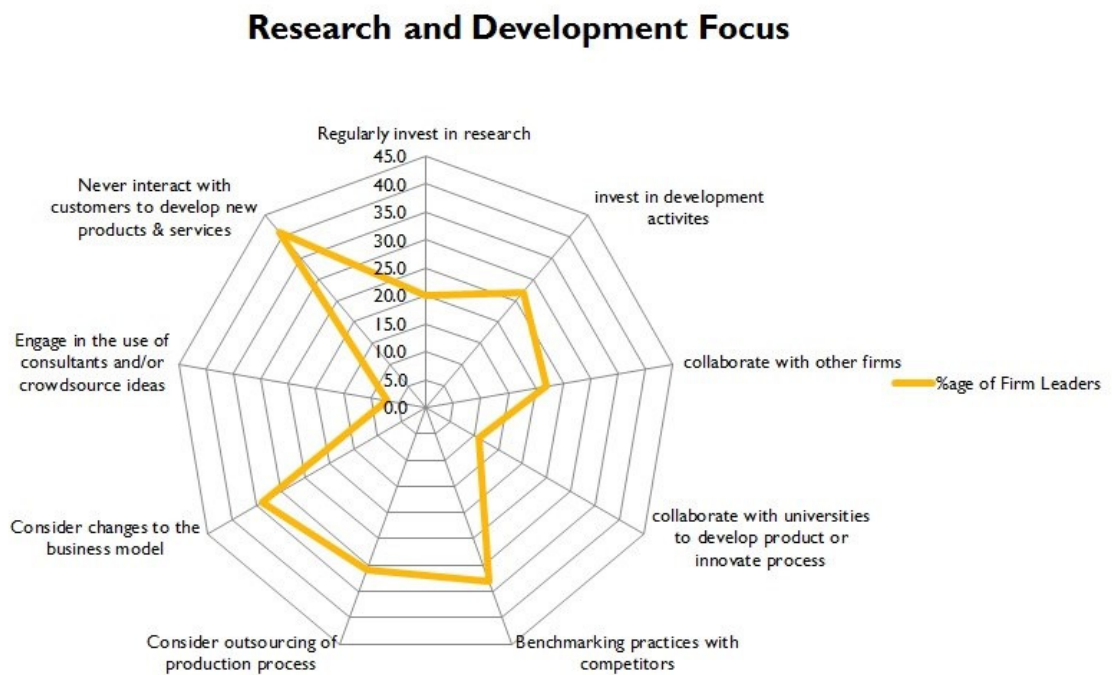 Research and Development Focus
Regularly invest in research
45.0
40.0
35.0
30.0
25.0
20.0
15.0
10.0
5.0
0.0
invest in development
activites
collaborate with other firms
collaborate with universities
to develop product or
innovate process
Benchmarking practices with
competitors
Consider outsourcing of
production process
Consider changes to the
business model
Engage in the use of
consultants and/or
crowdsource ideas
Never interact with
customers to develop new
products & services
%age of Firm Leaders